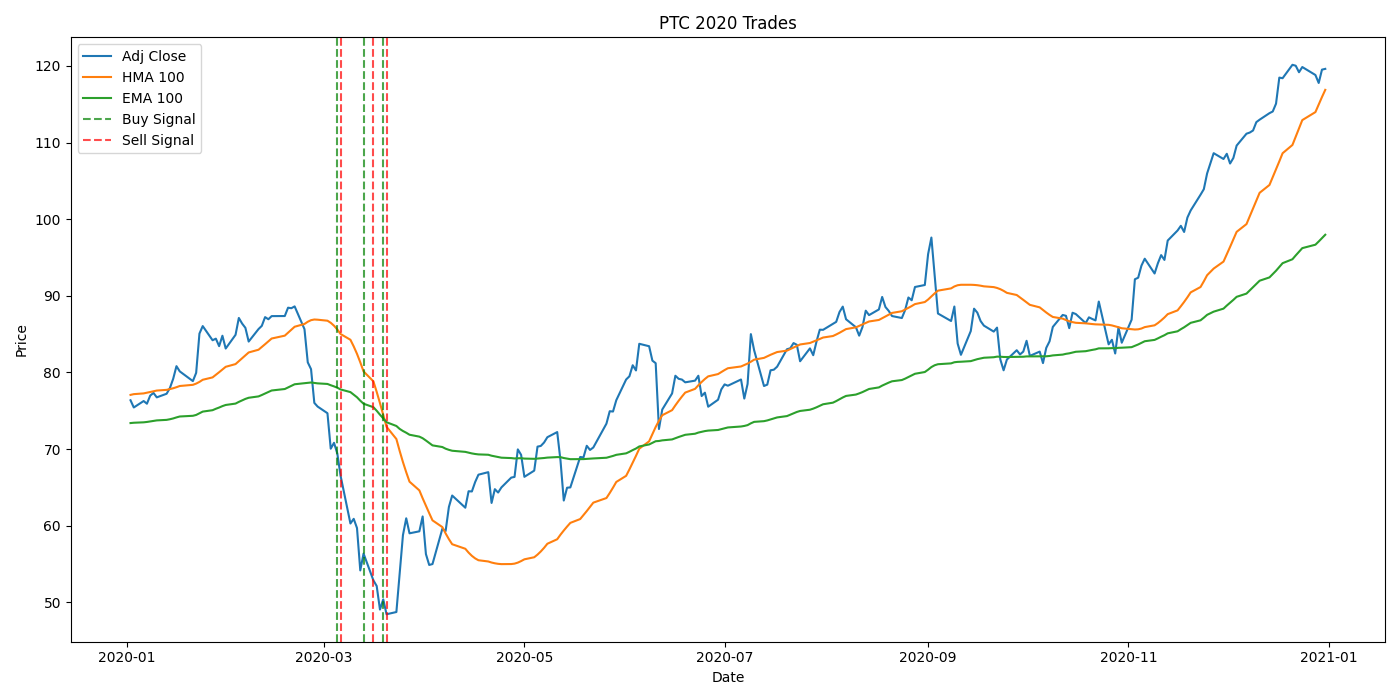 PTC 2020 Trades
Adj Close
HMA 100
EMA 100
Buy Signal
Sell Signal
120
110
100
90
80
70
60
50
Price
2020-01
2020-03
2020-05
2020-07
2020-09
2020-11
2021-01
Date